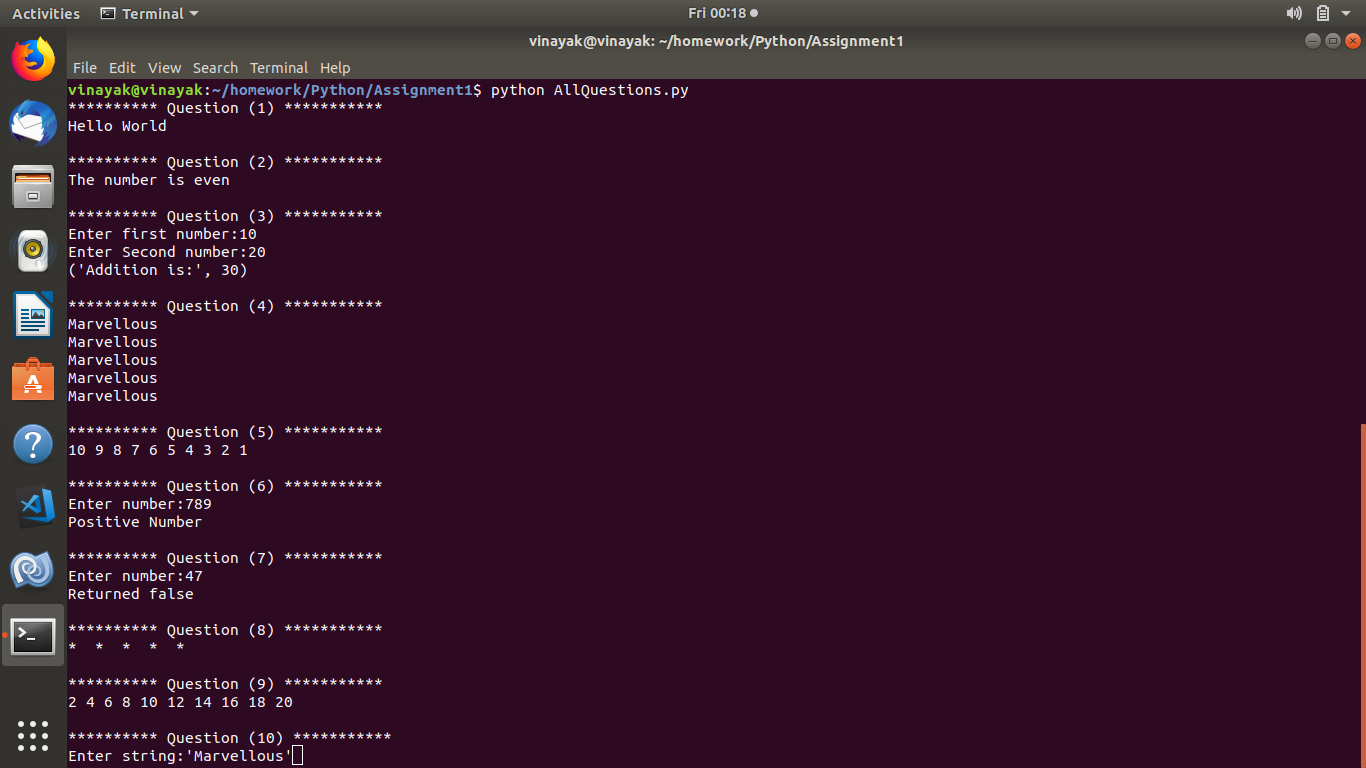 Activities Terminal Fri 00:18
vinayak@vinayak: ~/homework/Python/Assignment1
File Edit View Search Terminal Help
vinayak@vinayak:~/homework/Python/Assignment1$ python AllQuestions.py
********** Question (1) ***********
Hello World
********** Question (2) ***********
The number is even
********** Question (3) ***********
Enter first number:10
Enter Second number:20
('Addition is:', 30)
********** Question (4) ***********
Marvellous
Marvellous
Marvellous
Marvellous
Marvellous
********** Question (5) ***********
10 9 8 7 6 5 4 3 2 1
********** Question (6) ***********
Enter number:789
Positive Number
********** Question (7) ***********
Enter number:47
Returned false
********** Question (8) ***********
*  *  *  *  *
********** Question (9) ***********
2 4 6 8 10 12 14 16 18 20
********** Question (10) ***********
Enter string:'Marvellous'